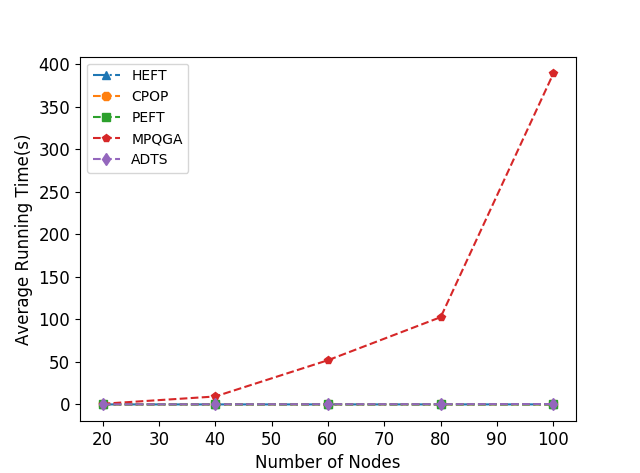 400
350
300
250
200
150
100
50
0
Average Running Time(s)
HEFT
CPOP
PEFT
MPQGA
ADTS
20 30 40 50 60 70 80 90 100
Number of Nodes